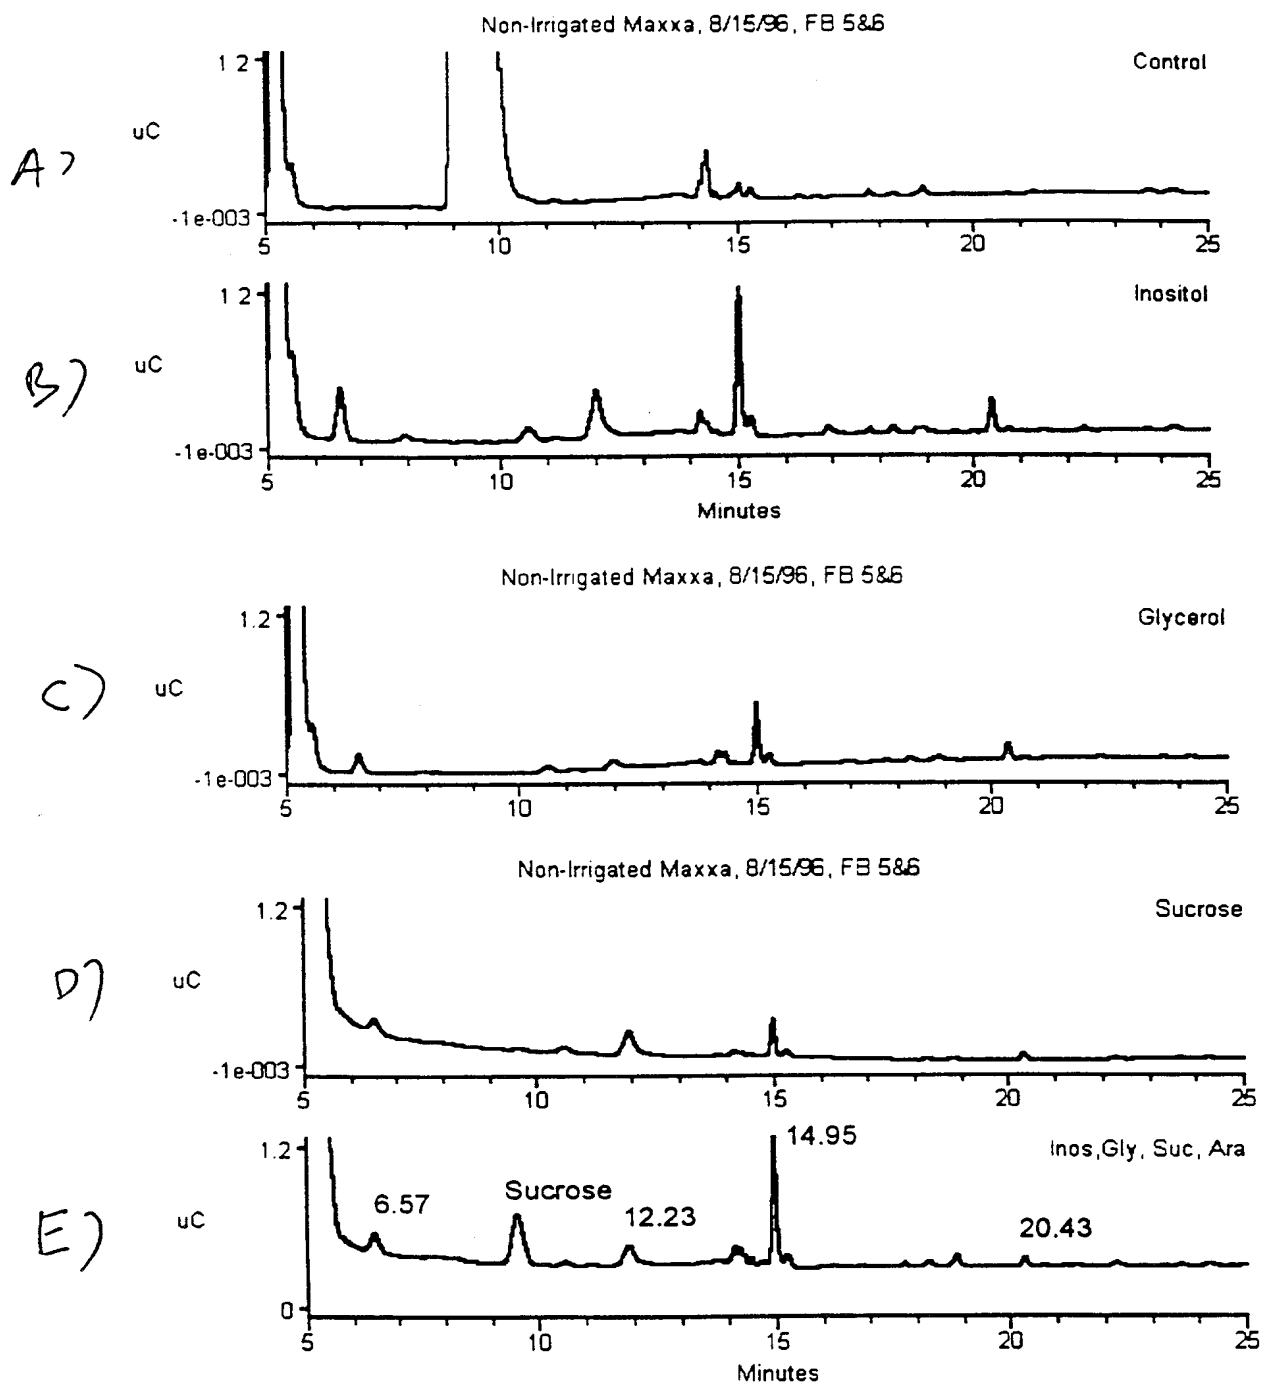 Non-Irrigated Maxxa, 8/15/96, FB 5&6
1 2
Control
uC
A)
-1e-003
5 10 15 20 25
1 2
Inositol
uC
B)
-1e-003
5 10 15 20 25
Minutes
Non-Irrigated Maxxa, 8/15/96, FB 5&6
1.2
Glycerol
uC
C)
-1e-003
5 10 15 20 25
Non-Irrigated Maxxa, 8/15/96, FB 5&6
1.2
Sucrose
uC
D)
-1e-003
5 10 15 20 25
14.95
1.2
Inos,Gly, Suc, Ara
Sucrose
6.57
12.23
20.43
uC
E)
0
5 10 15 20 25
Minutes